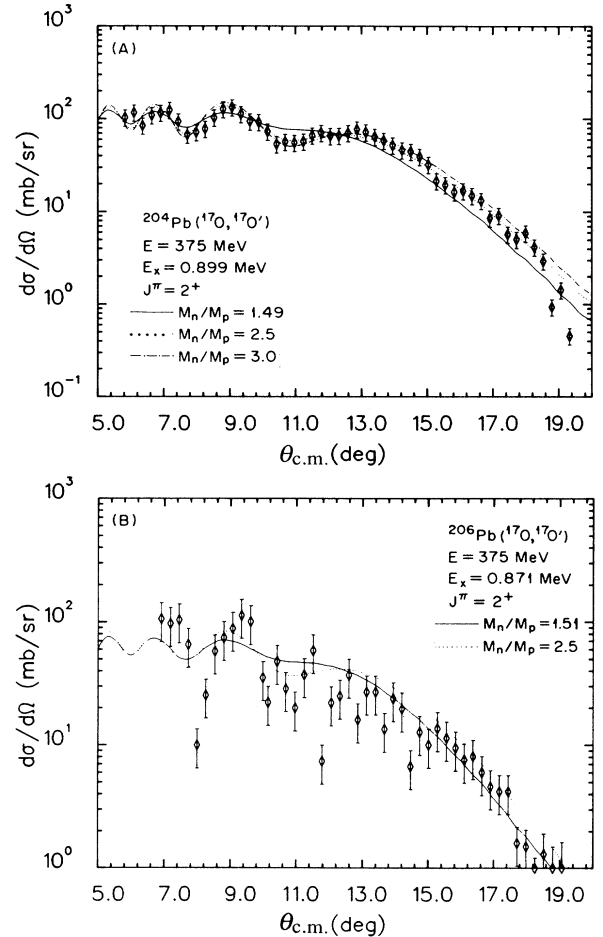 (A)
10³
10²
10¹
10⁰
10⁻¹
dσ/dΩ (mb/sr)
²⁰⁴Pb(¹⁷O,¹⁷O′)
E = 375 MeV
Eₓ = 0.899 MeV
J^π = 2⁺
Mₙ/Mₚ = 1.49
Mₙ/Mₚ = 2.5
Mₙ/Mₚ = 3.0
5.0 7.0 9.0 11.0 13.0 15.0 17.0 19.0
θc.m.(deg)
(B)
10³
10²
10¹
10⁰
dσ/dΩ (mb/sr)
²⁰⁶Pb(¹⁷O,¹⁷O′)
E = 375 MeV
Eₓ = 0.871 MeV
J^π = 2⁺
Mₙ/Mₚ = 1.51
Mₙ/Mₚ = 2.5
5.0 7.0 9.0 11.0 13.0 15.0 17.0 19.0
θc.m.(deg)